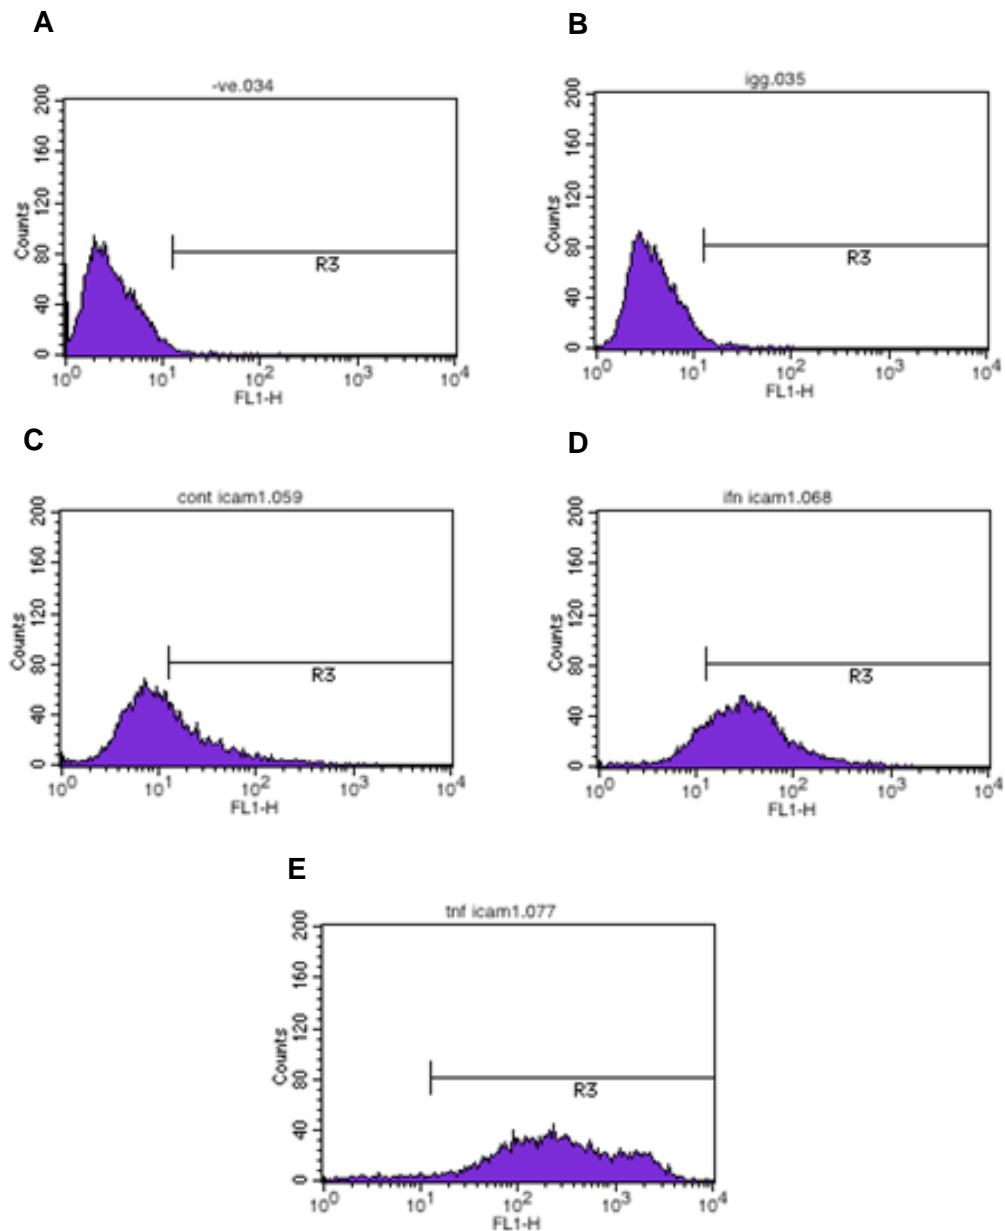 A
-ve.034
Counts
200
160
120
80
40
0
R3
10^0 10^1 10^2 10^3 10^4
FL1-H
B
igg.035
Counts
200
160
120
80
40
0
R3
10^0 10^1 10^2 10^3 10^4
FL1-H
C
cont icam1.059
Counts
200
160
120
80
40
0
R3
10^0 10^1 10^2 10^3 10^4
FL1-H
D
ifn icam1.068
Counts
200
160
120
80
40
0
R3
10^0 10^1 10^2 10^3 10^4
FL1-H
E
tnf icam1.077
Counts
200
160
120
80
40
0
R3
10^0 10^1 10^2 10^3 10^4
FL1-H